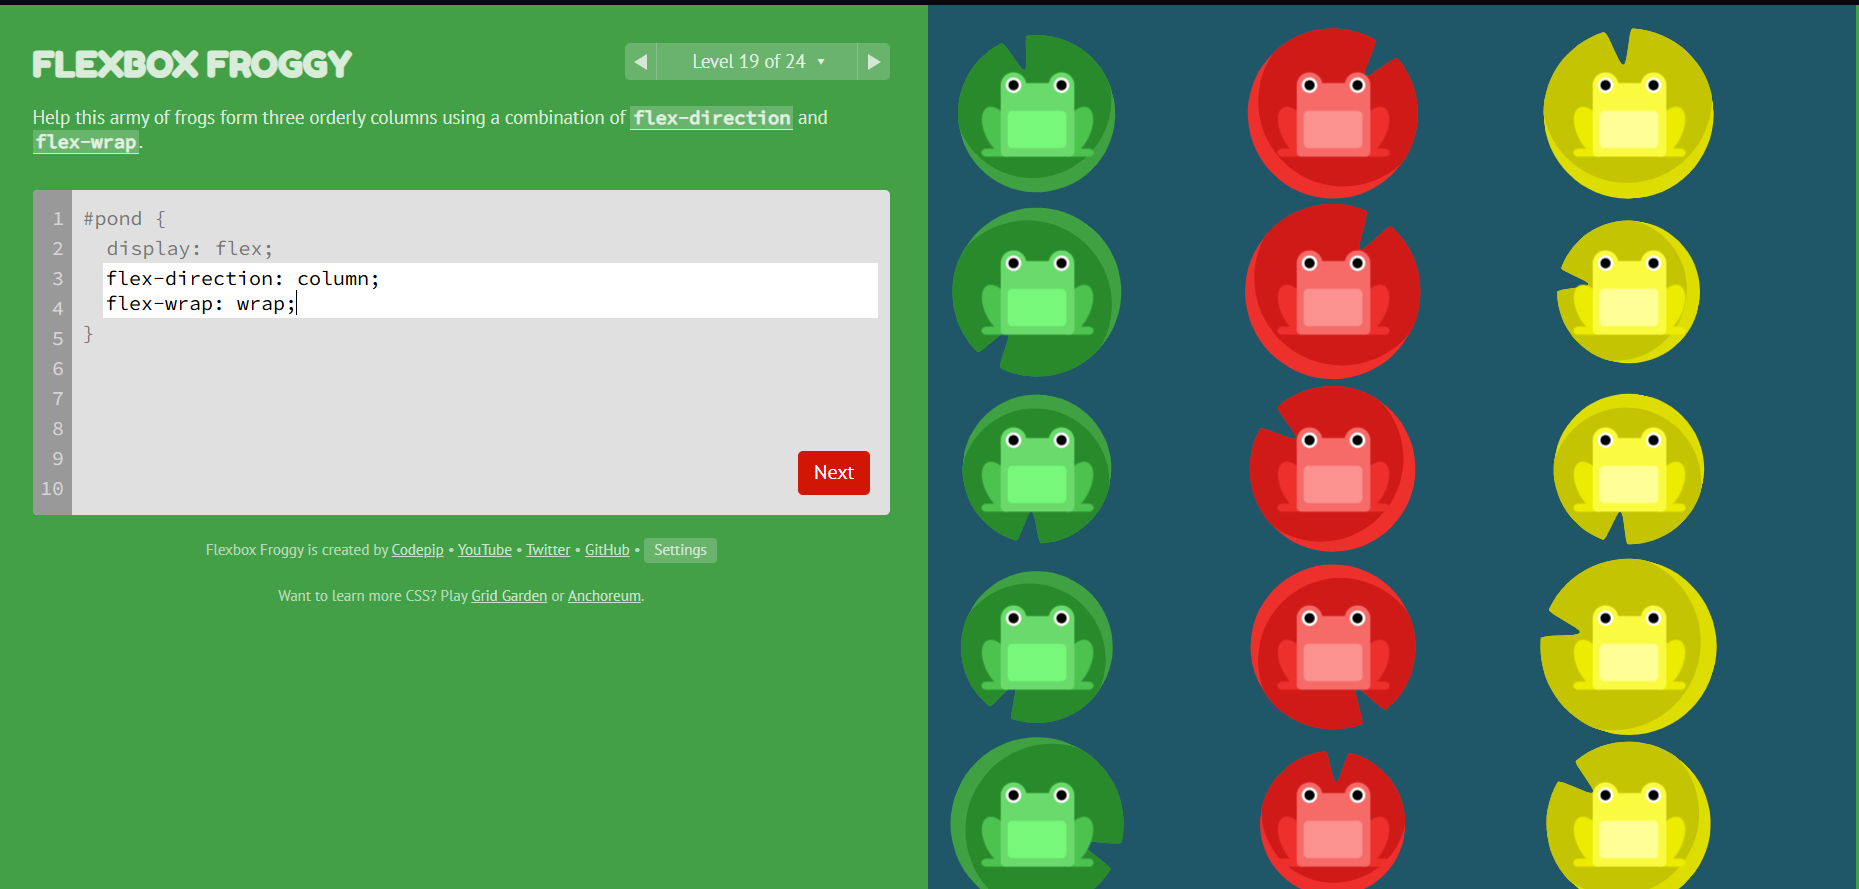 FLEXBOX FROGGY
◀ Level 19 of 24 ▾ ▶
Help this army of frogs form three orderly columns using a combination of flex-direction and
flex-wrap.
1 #pond {
2 display: flex;
3 flex-direction: column;
4 flex-wrap: wrap;
5 }
6
7
8
9
10
Next
Flexbox Froggy is created by Codepip • YouTube • Twitter • GitHub • Settings
Want to learn more CSS? Play Grid Garden or Anchoreum.